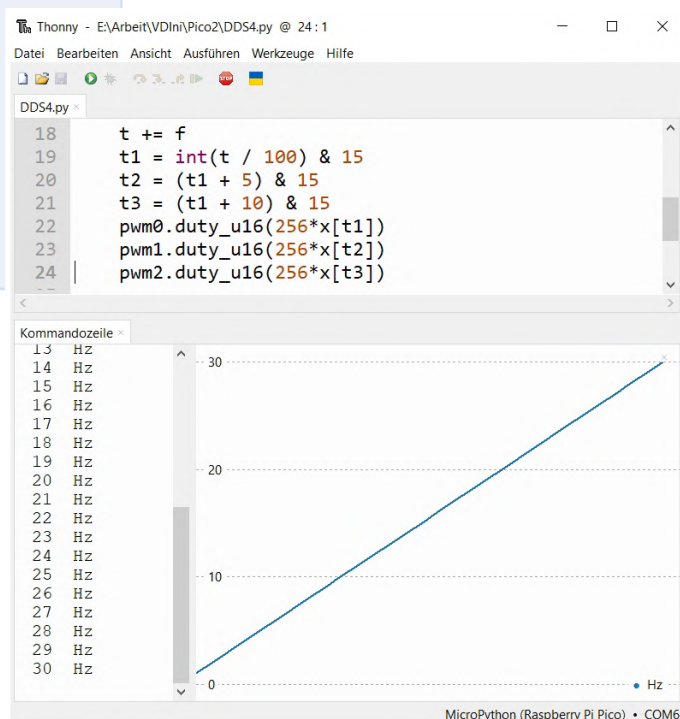 Thonny - E:\Arbeit\VDIni\Pico2\DDS4.py @ 24 : 1
Datei Bearbeiten Ansicht Ausführen Werkzeuge Hilfe
STOP
DDS4.py ×
18 t += f
19 t1 = int(t / 100) & 15
20 t2 = (t1 + 5) & 15
21 t3 = (t1 + 10) & 15
22 pwm0.duty_u16(256*x[t1])
23 pwm1.duty_u16(256*x[t2])
24 pwm2.duty_u16(256*x[t3])
Kommandozeile ×
13 Hz
14 Hz
15 Hz
16 Hz
17 Hz
18 Hz
19 Hz
20 Hz
21 Hz
22 Hz
23 Hz
24 Hz
25 Hz
26 Hz
27 Hz
28 Hz
29 Hz
30 Hz
30
20
10
0
Hz
MicroPython (Raspberry Pi Pico) • COM6